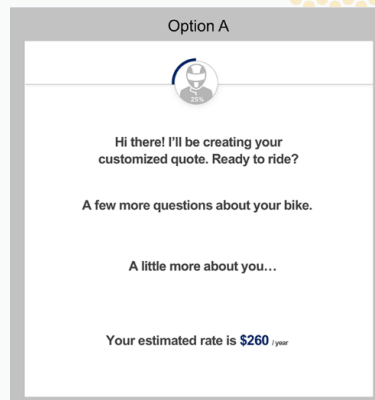 Option A
25%
Hi there! I'll be creating your
customized quote. Ready to ride?
A few more questions about your bike.
A little more about you…
Your estimated rate is $260 / year